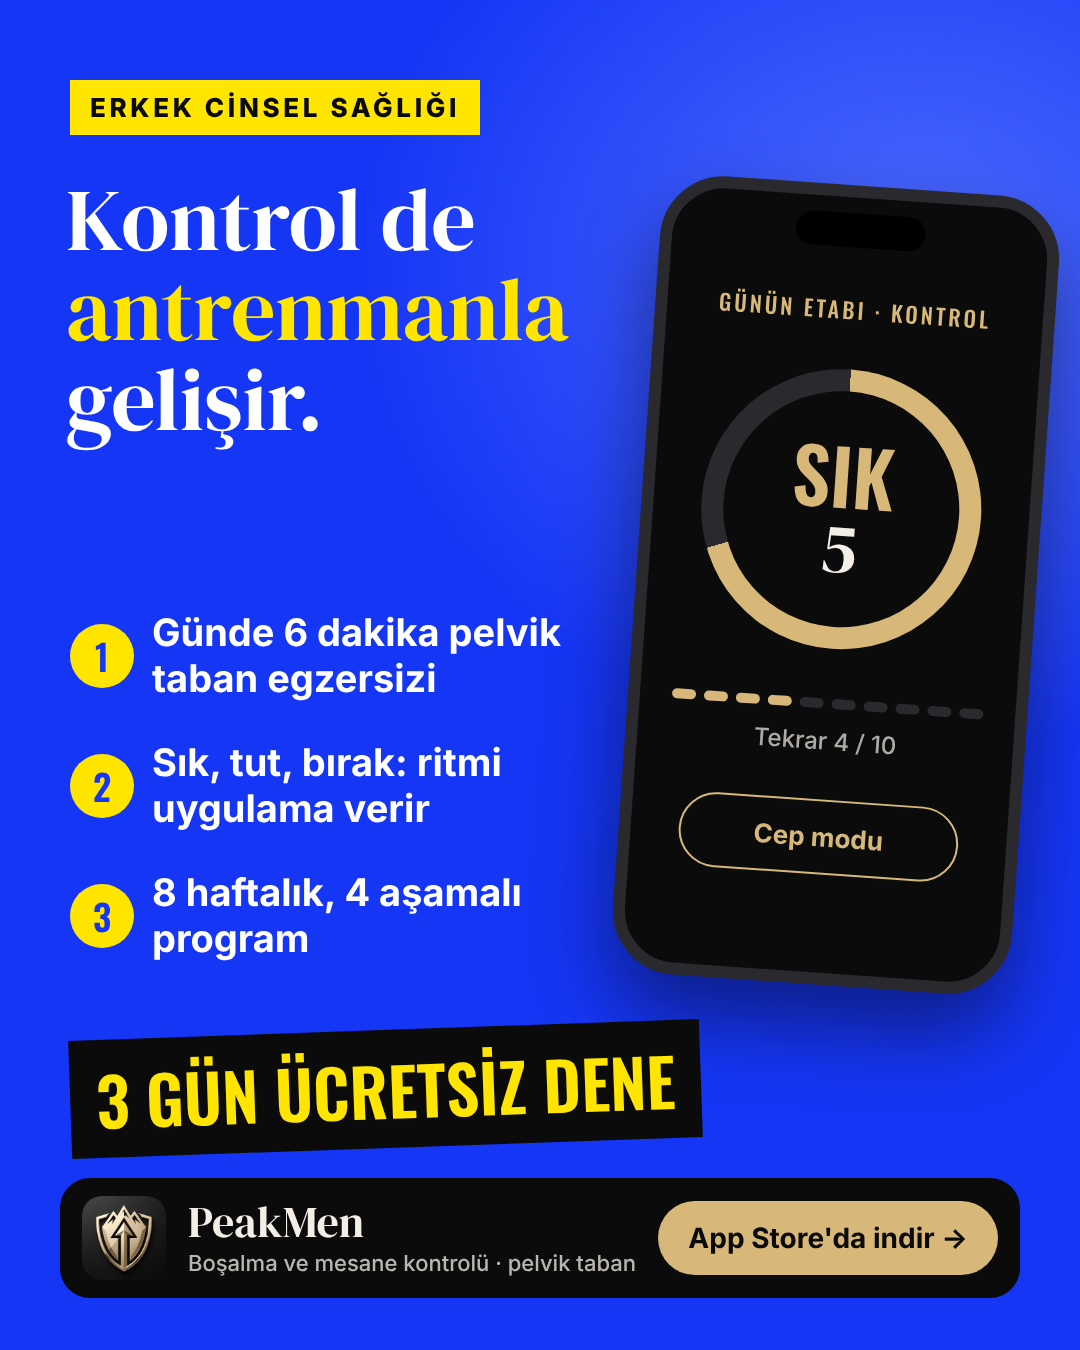 ERKEK CİNSEL SAĞLIĞI
Kontrol de
antrenmanla
gelişir.
GÜNÜN ETABI · KONTROL
SIK
5
Tekrar 4 / 10
Cep modu
1
Günde 6 dakika pelvik
taban egzersizi
2
Sık, tut, bırak: ritmi
uygulama verir
3
8 haftalık, 4 aşamalı
program
3 GÜN ÜCRETSİZ DENE
PeakMen
Boşalma ve mesane kontrolü · pelvik taban
App Store'da indir →